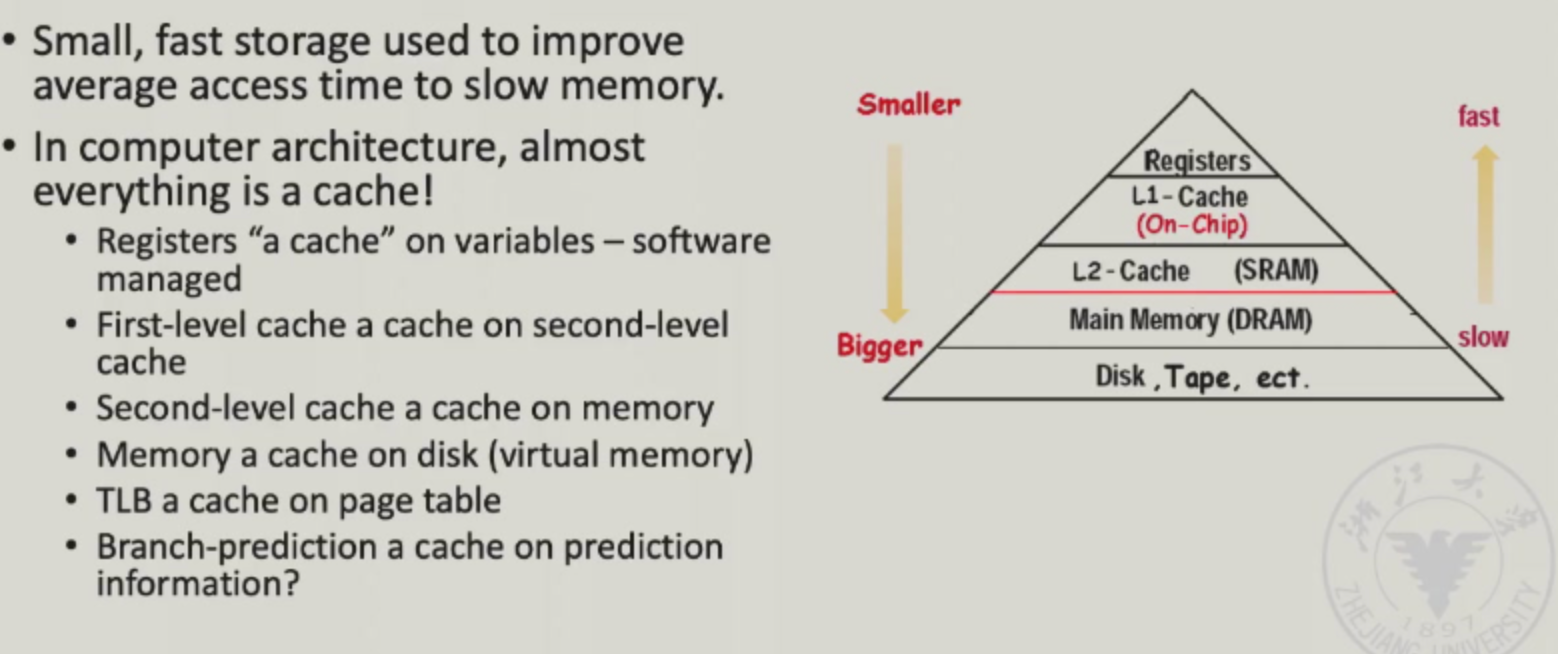 • Small, fast storage used to improve
average access time to slow memory.
• In computer architecture, almost
everything is a cache!
• Registers “a cache” on variables – software
managed
• First-level cache a cache on second-level
cache
• Second-level cache a cache on memory
• Memory a cache on disk (virtual memory)
• TLB a cache on page table
• Branch-prediction a cache on prediction
information?
Smaller
Bigger
Registers
L1-Cache
(On-Chip)
L2-Cache (SRAM)
Main Memory (DRAM)
Disk ,Tape, ect.
fast
slow
浙江大学
1897
ZHEJIANG UNIVERSITY